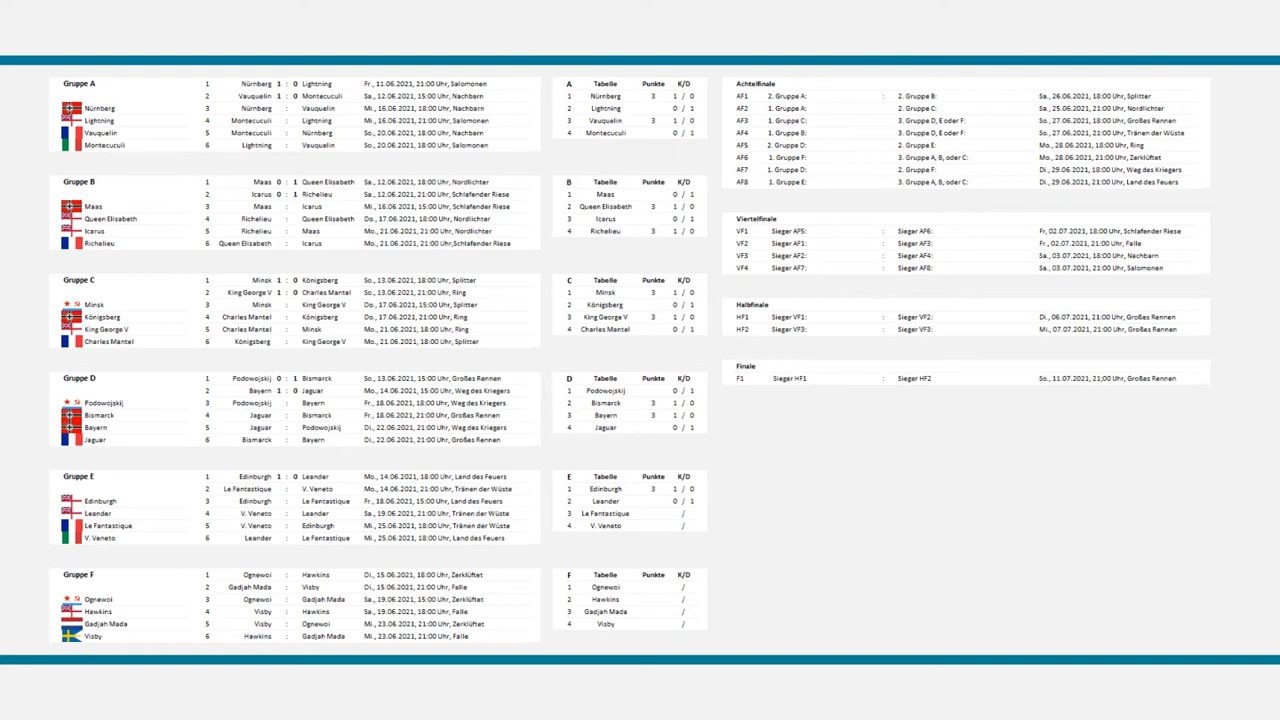 Gruppe A
1 Nürnberg 1 : 0 Lightning Fr., 11.06.2021, 21:00 Uhr, Salomonen
2 Vauquelin 1 : 0 Montecuculi Sa., 12.06.2021, 15:00 Uhr, Nachbarn
Nürnberg 3 Nürnberg : Vauquelin Mi., 16.06.2021, 18:00 Uhr, Nachbarn
Lightning 4 Montecuculi : Lightning Mi., 16.06.2021, 21:00 Uhr, Salomonen
Vauquelin 5 Montecuculi : Nürnberg So., 20.06.2021, 18:00 Uhr, Nachbarn
Montecuculi 6 Lightning : Vauquelin So., 20.06.2021, 18:00 Uhr, Salomonen
Gruppe B
1 Maas 0 : 1 Queen Elisabeth Sa., 12.06.2021, 18:00 Uhr, Nordlichter
2 Icarus 0 : 1 Richelieu Sa., 12.06.2021, 21:00 Uhr, Schlafender Riese
Maas 3 Maas : Icarus Mi., 16.06.2021, 15:00 Uhr, Schlafender Riese
Queen Elisabeth 4 Richelieu : Queen Elisabeth Do., 17.06.2021, 18:00 Uhr, Nordlichter
Icarus 5 Richelieu : Maas Mo., 21.06.2021, 21:00 Uhr, Nordlichter
Richelieu 6 Queen Elisabeth : Icarus Mo., 21.06.2021, 21:00 Uhr,Schlafender Riese
Gruppe C
1 Minsk 1 : 0 Königsberg So., 13.06.2021, 18:00 Uhr, Splitter
2 King George V 1 : 0 Charles Mantel So., 13.06.2021, 21:00 Uhr, Ring
Minsk 3 Minsk : King George V Do., 17.06.2021, 15:00 Uhr, Splitter
Königsberg 4 Charles Mantel : Königsberg Do., 17.06.2021, 21:00 Uhr, Ring
King George V 5 Charles Mantel : Minsk Mo., 21.06.2021, 18:00 Uhr, Ring
Charles Mantel 6 Königsberg : King George V Mo., 21.06.2021, 18:00 Uhr, Splitter
Gruppe D
1 Podowojskij 0 : 1 Bismarck So., 13.06.2021, 15:00 Uhr, Großes Rennen
2 Bayern 1 : 0 Jaguar Mo., 14.06.2021, 15:00 Uhr, Weg des Kriegers
Podowojskij 3 Podowojskij : Bayern Fr., 18.06.2021, 18:00 Uhr, Weg des Kriegers
Bismarck 4 Jaguar : Bismarck Fr., 18.06.2021, 21:00 Uhr, Großes Rennen
Bayern 5 Jaguar : Podowojskij Di., 22.06.2021, 21:00 Uhr, Weg des Kriegers
Jaguar 6 Bismarck : Bayern Di., 22.06.2021, 21:00 Uhr, Großes Rennen
Gruppe E
1 Edinburgh 1 : 0 Leander Mo., 14.06.2021, 18:00 Uhr, Land des Feuers
2 Le Fantastique : V. Veneto Mo., 14.06.2021, 21:00 Uhr, Tränen der Wüste
Edinburgh 3 Edinburgh : Le Fantastique Fr., 18.06.2021, 15:00 Uhr, Land des Feuers
Leander 4 V. Veneto : Leander Sa., 19.06.2021, 21:00 Uhr, Tränen der Wüste
Le Fantastique 5 V. Veneto : Edinburgh Mi., 25.06.2021, 18:00 Uhr, Tränen der Wüste
V. Veneto 6 Leander : Le Fantastique Mi., 25.06.2021, 18:00 Uhr, Land des Feuers
Gruppe F
1 Ognewoi : Hawkins Di., 15.06.2021, 18:00 Uhr, Zerklüftet
2 Gadjah Mada : Visby Di., 15.06.2021, 21:00 Uhr, Falle
Ognewoi 3 Ognewoi : Gadjah Mada Sa., 19.06.2021, 15:00 Uhr, Zerklüftet
Hawkins 4 Visby : Hawkins Sa., 19.06.2021, 18:00 Uhr, Falle
Gadjah Mada 5 Visby : Ognewoi Mi., 23.06.2021, 21:00 Uhr, Zerklüftet
Visby 6 Hawkins : Gadjah Mada Mi., 23.06.2021, 21:00 Uhr, Falle
A Tabelle Punkte K/D
1 Nürnberg 3 1 / 0
2 Lightning 0 / 1
3 Vauquelin 3 1 / 0
4 Montecuculi 0 / 1
B Tabelle Punkte K/D
1 Maas 0 / 1
2 Queen Elisabeth 3 1 / 0
3 Icarus 0 / 1
4 Richelieu 3 1 / 0
C Tabelle Punkte K/D
1 Minsk 3 1 / 0
2 Königsberg 0 / 1
3 King George V 3 1 / 0
4 Charles Mantel 0 / 1
D Tabelle Punkte K/D
1 Podowojskij 0 / 1
2 Bismarck 3 1 / 0
3 Bayern 3 1 / 0
4 Jaguar 0 / 1
E Tabelle Punkte K/D
1 Edinburgh 3 1 / 0
2 Leander 0 / 1
3 Le Fantastique /
4 V. Veneto /
F Tabelle Punkte K/D
1 Ognewoi /
2 Hawkins /
3 Gadjah Mada /
4 Visby /
Achtelfinale
AF1 2. Gruppe A: : 2. Gruppe B: Sa., 26.06.2021, 18:00 Uhr, Splitter
AF2 1. Gruppe A: 2. Gruppe C: Sa., 25.06.2021, 21:00 Uhr, Nordlichter
AF3 1. Gruppe C: 3. Gruppe D, E oder F: So., 27.06.2021, 18:00 Uhr, Großes Rennen
AF4 1. Gruppe B: 3. Gruppe D, E oder F: So., 27.06.2021, 21:00 Uhr, Tränen der Wüste
AF5 2. Gruppe D: 2. Gruppe E: Mo., 28.06.2021, 18:00 Uhr, Ring
AF6 1. Gruppe F: 3. Gruppe A, B, oder C: Mo., 28.06.2021, 21:00 Uhr, Zerklüftet
AF7 1. Gruppe D: 2. Gruppe F: Di., 29.06.2021, 18:00 Uhr, Weg des Kriegers
AF8 1. Gruppe E: 3. Gruppe A, B, oder C: Di., 29.06.2021, 21:00 Uhr, Land des Feuers
Viertelfinale
VF1 Sieger AF5: : Sieger AF6: Fr, 02.07.2021, 18:00 Uhr, Schlafender Riese
VF2 Sieger AF1: : Sieger AF3: Fr., 02.07.2021, 21:00 Uhr, Falle
VF3 Sieger AF2: : Sieger AF4: Sa., 03.07.2021, 18:00 Uhr, Nachbarn
VF4 Sieger AF7: : Sieger AF8: Sa., 03.07.2021, 21:00 Uhr, Salomonen
Halbfinale
HF1 Sieger VF1: : Sieger VF2: Di., 06.07.2021, 21:00 Uhr, Großes Rennen
HF2 Sieger VF3: : Sieger VF3: Mi., 07.07.2021, 21:00 Uhr, Großes Rennen
Finale
F1 Sieger HF1 : Sieger HF2 So., 11.07.2021, 21;00 Uhr, Großes Rennen